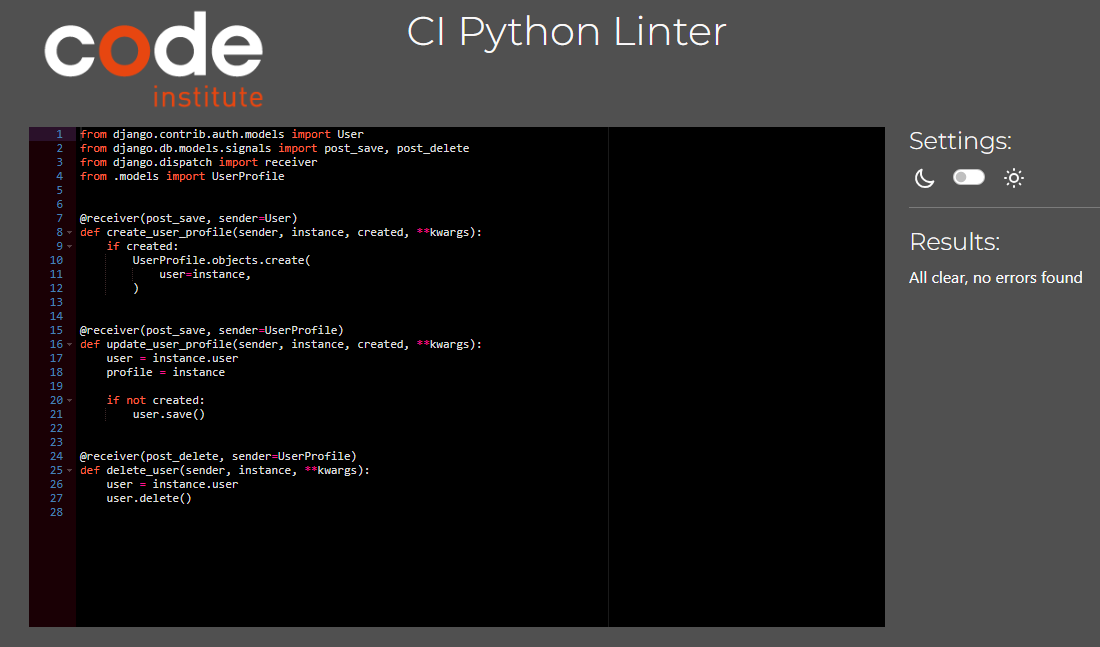 code
institute
CI Python Linter
1 from django.contrib.auth.models import User
2 from django.db.models.signals import post_save, post_delete
3 from django.dispatch import receiver
4 from .models import UserProfile
5
6
7 @receiver(post_save, sender=User)
8 def create_user_profile(sender, instance, created, **kwargs):
9     if created:
10         UserProfile.objects.create(
11             user=instance,
12         )
13
14
15 @receiver(post_save, sender=UserProfile)
16 def update_user_profile(sender, instance, created, **kwargs):
17     user = instance.user
18     profile = instance
19
20     if not created:
21         user.save()
22
23
24 @receiver(post_delete, sender=UserProfile)
25 def delete_user(sender, instance, **kwargs):
26     user = instance.user
27     user.delete()
28
Settings:
Results:
All clear, no errors found